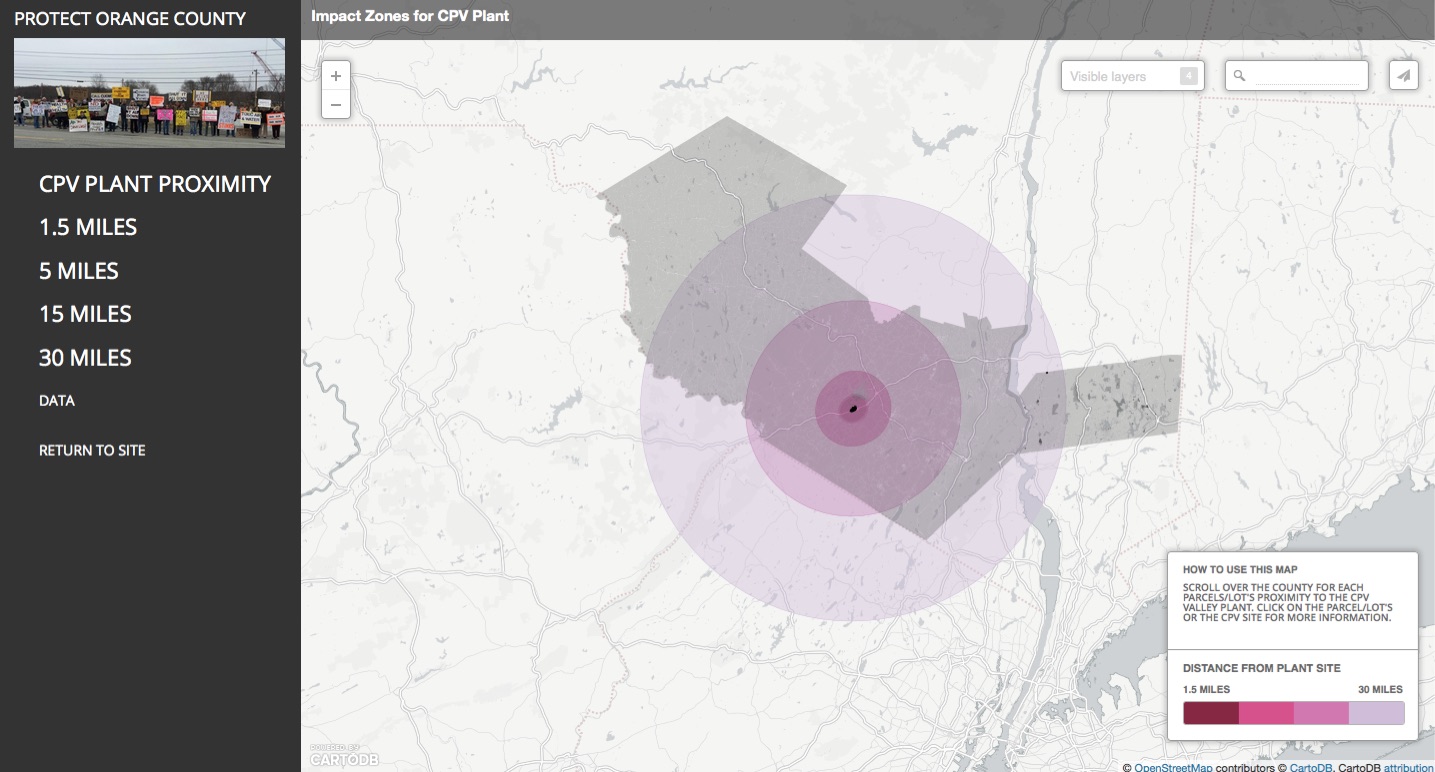 PROTECT ORANGE COUNTY
CPV PLANT PROXIMITY
1.5 MILES
5 MILES
15 MILES
30 MILES
DATA
RETURN TO SITE
Impact Zones for CPV Plant
+
−
Visible layers 4
HOW TO USE THIS MAP
SCROLL OVER THE COUNTY FOR EACH
PARCELS/LOT'S PROXIMITY TO THE CPV
VALLEY PLANT. CLICK ON THE PARCEL/LOT'S
OR THE CPV SITE FOR MORE INFORMATION.
DISTANCE FROM PLANT SITE
1.5 MILES 30 MILES
POWERED BY
CARTODB
© OpenStreetMap contributors © CartoDB, CartoDB attribution